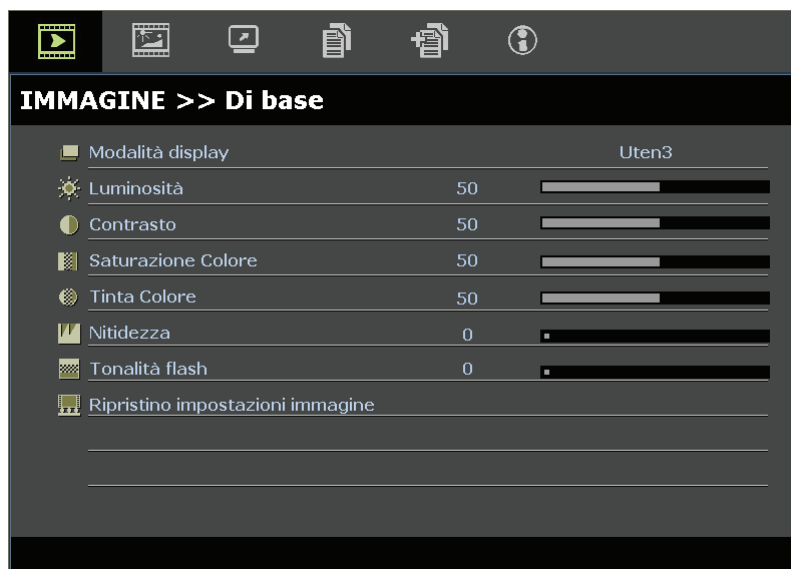 IMMAGINE >> Di base
Modalità display Uten3
Luminosità 50
Contrasto 50
Saturazione Colore 50
Tinta Colore 50
Nitidezza 0
Tonalità flash 0
Ripristino impostazioni immagine